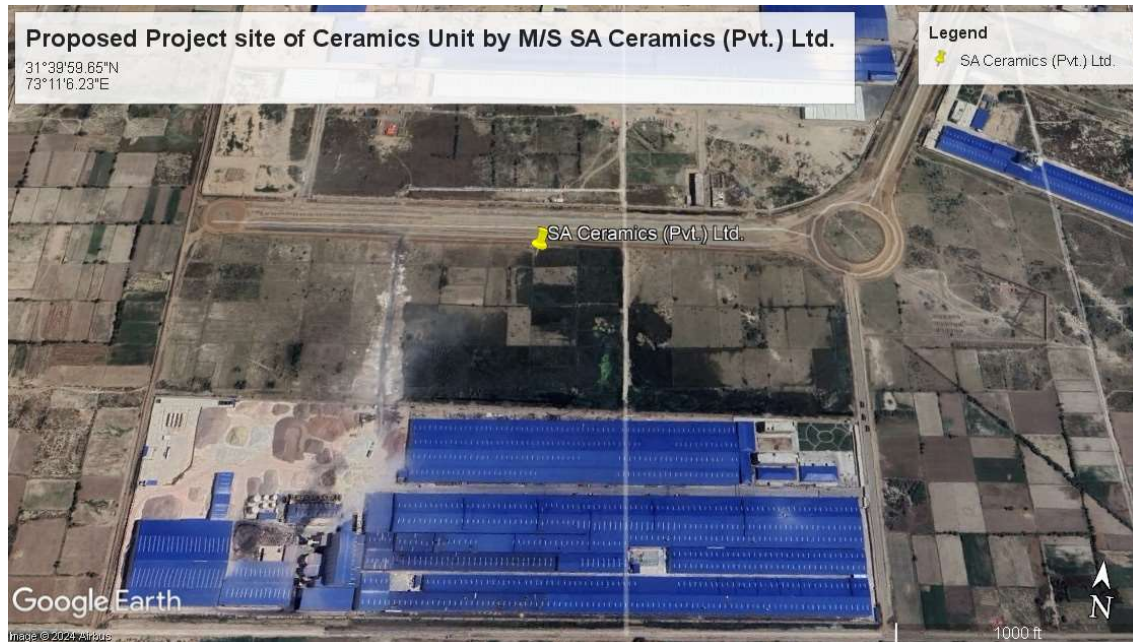 Proposed Project site of Ceramics Unit by M/S SA Ceramics (Pvt.) Ltd.
31°39'59.65"N
73°11'6.23"E
Legend
SA Ceramics (Pvt.) Ltd.
SA Ceramics (Pvt.) Ltd.
Google Earth
Image © 2024 Airbus
1000 ft
N